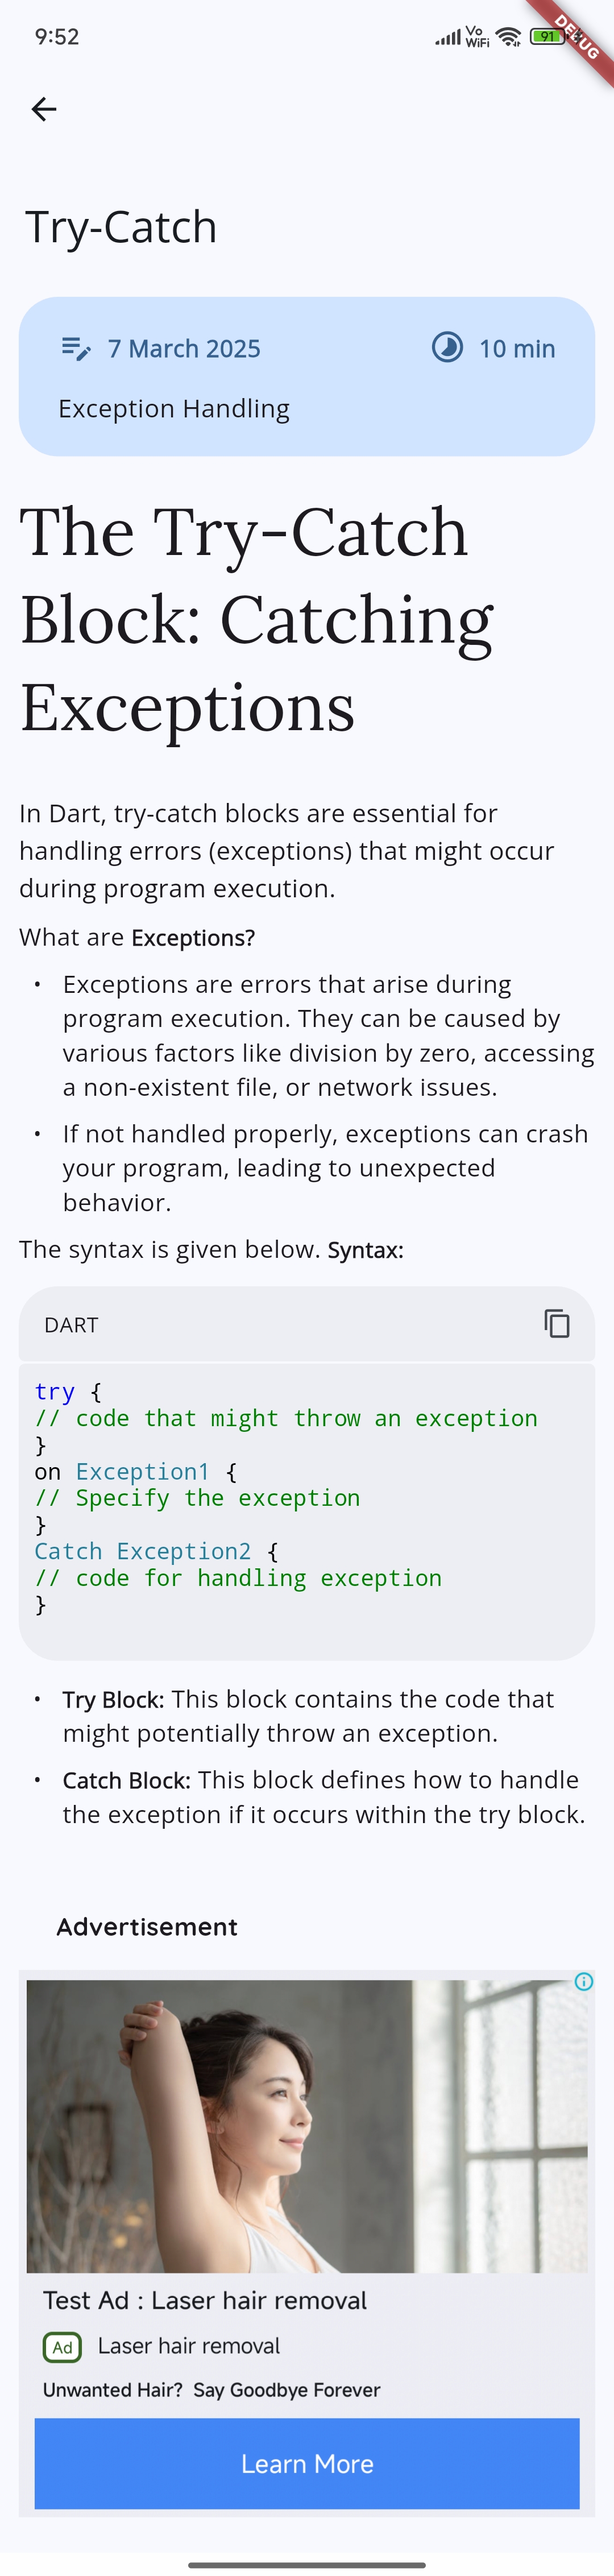 9:52
Vo
WiFi
91
DEBUG
Try-Catch
7 March 2025
10 min
Exception Handling
The Try-Catch
Block: Catching
Exceptions
In Dart, try-catch blocks are essential for
handling errors (exceptions) that might occur
during program execution.
What are Exceptions?
• Exceptions are errors that arise during
program execution. They can be caused by
various factors like division by zero, accessing
a non-existent file, or network issues.
• If not handled properly, exceptions can crash
your program, leading to unexpected
behavior.
The syntax is given below. Syntax:
DART
try {
// code that might throw an exception
}
on Exception1 {
// Specify the exception
}
Catch Exception2 {
// code for handling exception
}
• Try Block: This block contains the code that
might potentially throw an exception.
• Catch Block: This block defines how to handle
the exception if it occurs within the try block.
Advertisement
Test Ad : Laser hair removal
Ad Laser hair removal
Unwanted Hair? Say Goodbye Forever
Learn More